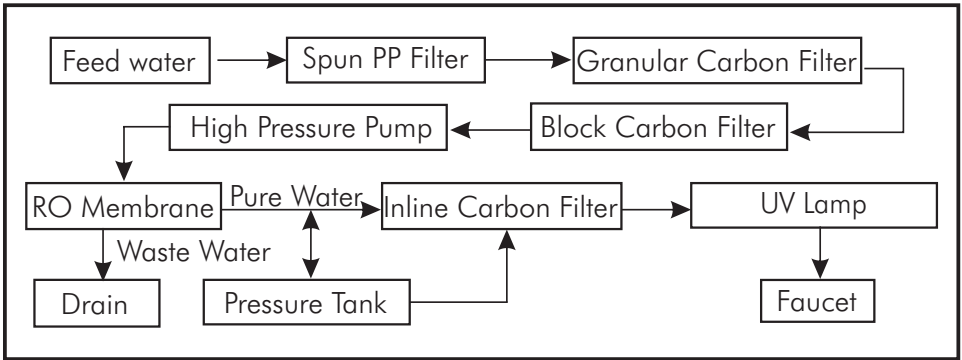 Feed water
Spun PP Filter
Granular Carbon Filter
High Pressure Pump
Block Carbon Filter
RO Membrane
Pure Water
Inline Carbon Filter
UV Lamp
Waste Water
Drain
Pressure Tank
Faucet